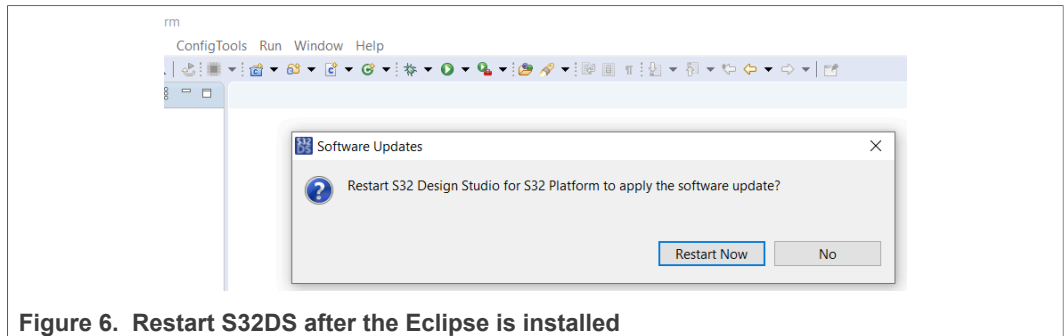 rm
ConfigTools Run Window Help
Software Updates
Restart S32 Design Studio for S32 Platform to apply the software update?
Restart Now No
Figure 6. Restart S32DS after the Eclipse is installed